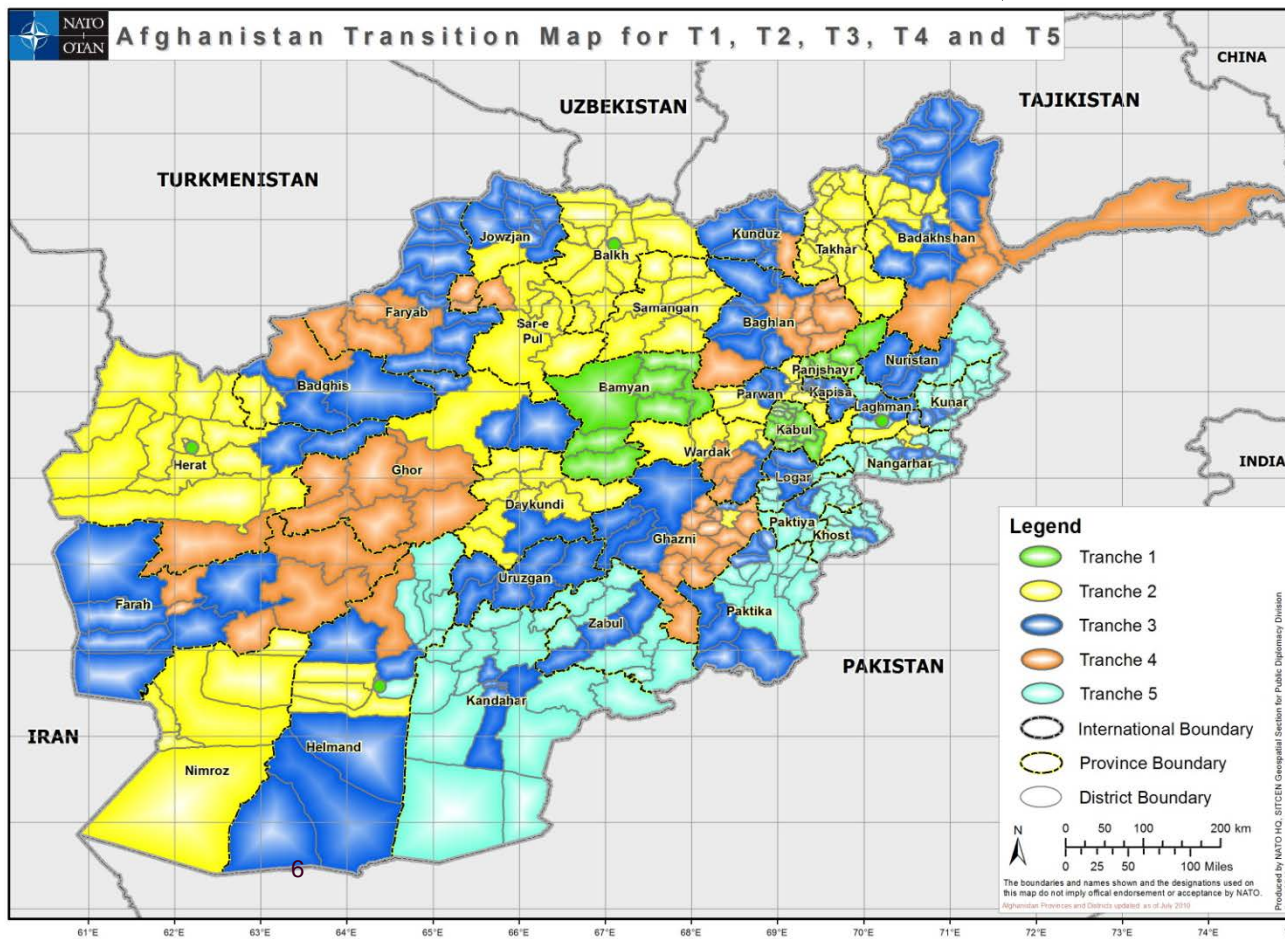 NATO
OTAN
Afghanistan Transition Map for T1, T2, T3, T4 and T5
CHINA
UZBEKISTAN
TAJIKISTAN
TURKMENISTAN
Jowzjan
Balkh
Kunduz
Takhar
Badakhshan
Faryab
Sar-e
Pul
Samangan
Baghlan
Badghis
Bamyan
Panjshayr
Nuristan
Parwan
Kapisa
Laghman
Kunar
Kabul
Herat
Ghor
Wardak
Nangarhar
INDIA
Logar
Daykundi
Ghazni
Paktiya
Khost
Uruzgan
Farah
Zabul
Paktika
PAKISTAN
Kandahar
IRAN
Helmand
Nimroz
6
Legend
Tranche 1
Tranche 2
Tranche 3
Tranche 4
Tranche 5
International Boundary
Province Boundary
District Boundary
N
0 50 100 200 km
0 25 50 100 Miles
The boundaries and names shown and the designations used on
this map do not imply offical endorsement or acceptance by NATO.
Afghanistan Provinces and Districts updated: as of July 2010
Produced by NATO HQ, SITCEN Geospatial Section for Public Diplomacy Division
61°E 62°E 63°E 64°E 65°E 66°E 67°E 68°E 69°E 70°E 71°E 72°E 73°E 74°E